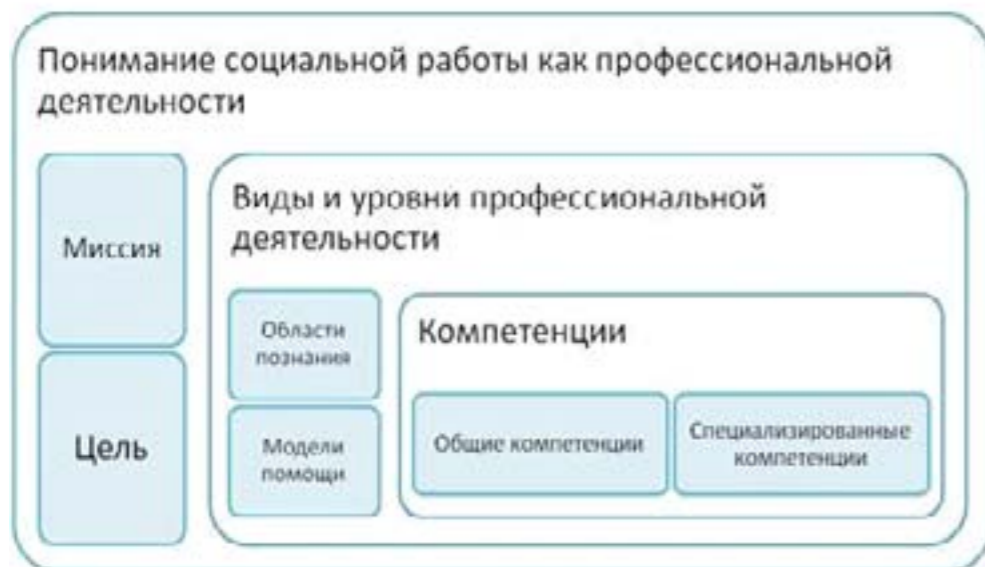 Понимание социальной работы как профессиональной
деятельности
Миссия
Цель
Виды и уровни профессиональной
деятельности
Области
познания
Модели
помощи
Компетенции
Общие компетенции
Специализированные
компетенции